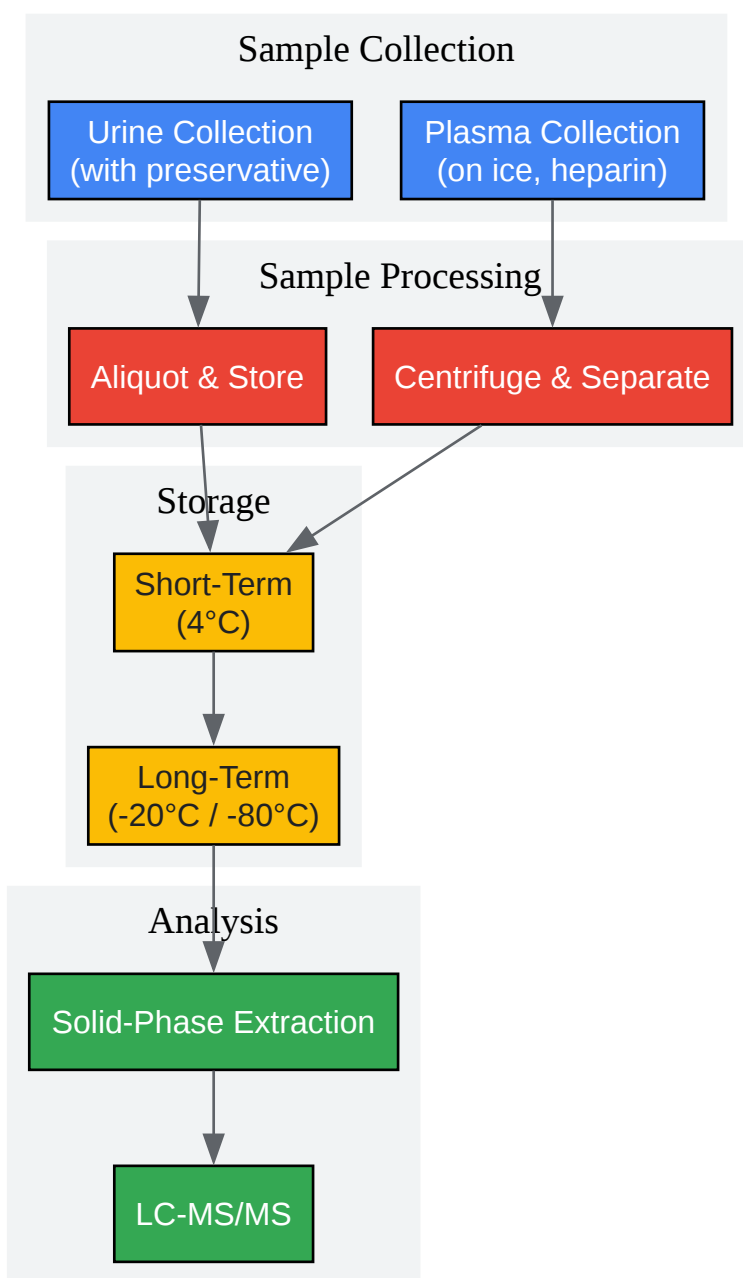 Sample Collection
Urine Collection
(with preservative)
Plasma Collection
(on ice, heparin)
Sample Processing
Aliquot & Store
Centrifuge & Separate
Storage
Short-Term
(4°C)
Long-Term
(-20°C / -80°C)
Analysis
Solid-Phase Extraction
LC-MS/MS